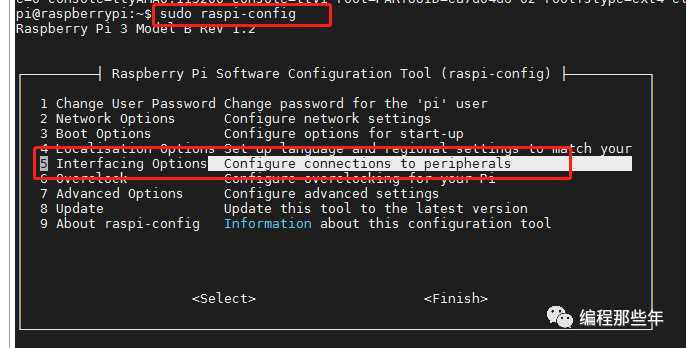 pi@raspberrypi:~$ sudo raspi-config
Raspberry Pi 3 Model B Rev 1.2
Raspberry Pi Software Configuration Tool (raspi-config)
1 Change User Password Change password for the 'pi' user
2 Network Options Configure network settings
3 Boot Options Configure options for start-up
4 Localisation Options Set up language and regional settings to match your
5 Interfacing Options Configure connections to peripherals
6 Overclock Configure overclocking for your Pi
7 Advanced Options Configure advanced settings
8 Update Update this tool to the latest version
9 About raspi-config Information about this configuration tool
<Select> <Finish>
编程那些年